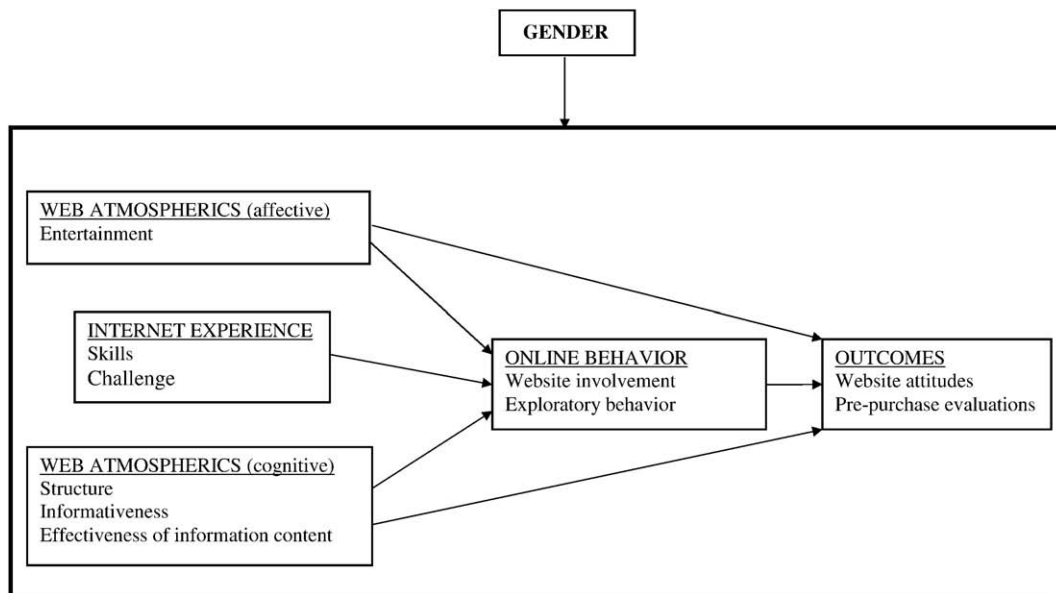 GENDER
WEB ATMOSPHERICS (affective)
Entertainment
INTERNET EXPERIENCE
Skills
Challenge
ONLINE BEHAVIOR
Website involvement
Exploratory behavior
OUTCOMES
Website attitudes
Pre-purchase evaluations
WEB ATMOSPHERICS (cognitive)
Structure
Informativeness
Effectiveness of information content